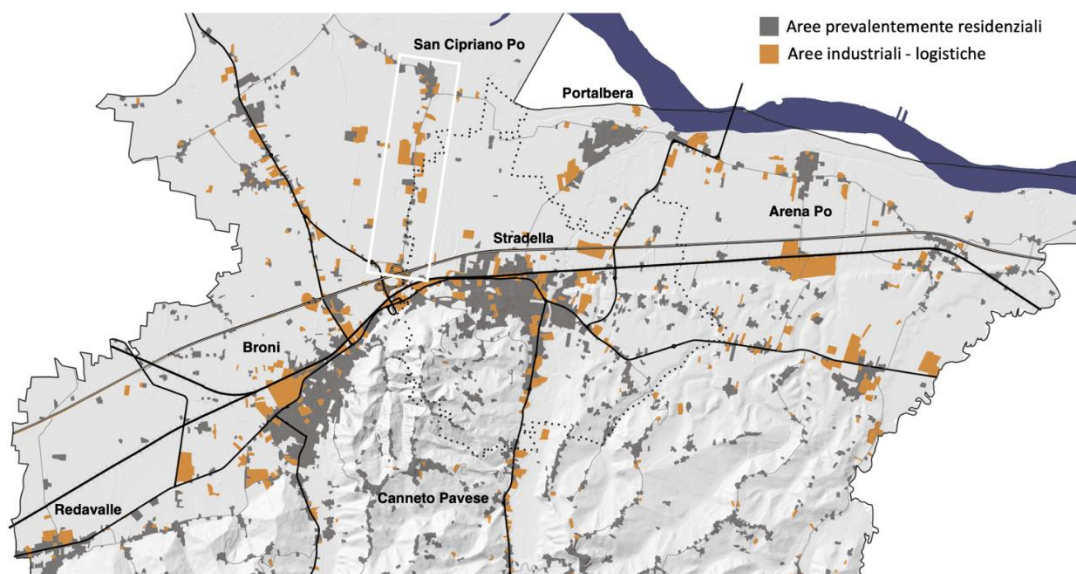 Aree prevalentemente residenziali
Aree industriali - logistiche
San Cipriano Po
Portalbera
Arena Po
Stradella
Broni
Canneto Pavese
Redavalle